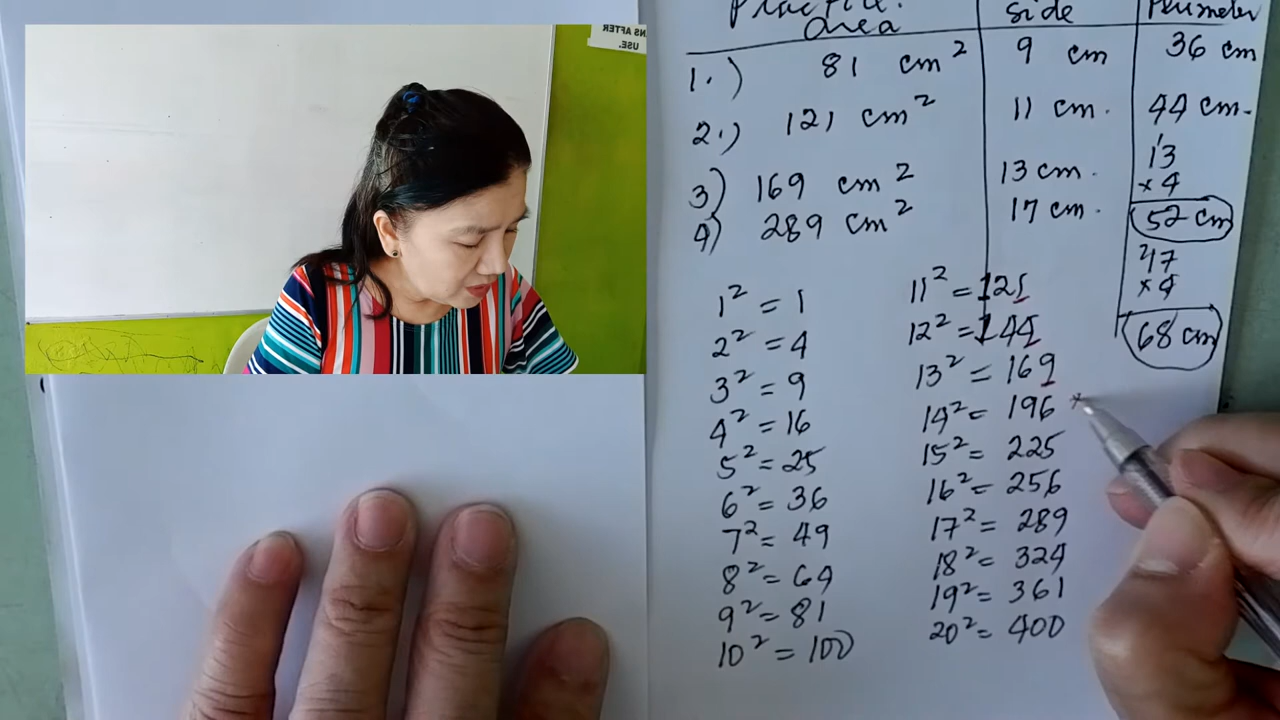 NS AFTER
USE.
Practice:
area side Perimeter
1.) 81 cm² 9 cm 36 cm
2.) 121 cm² 11 cm. 44 cm.
3) 169 cm² 13 cm. 13
×4
52 cm
4) 289 cm² 17 cm. 17
×4
68 cm
1² = 1
2² = 4
3² = 9
4² = 16
5² = 25
6² = 36
7² = 49
8² = 64
9² = 81
10² = 100
11² = 121
12² = 144
13² = 169
14² = 196
15² = 225
16² = 256
17² = 289
18² = 324
19² = 361
20² = 400